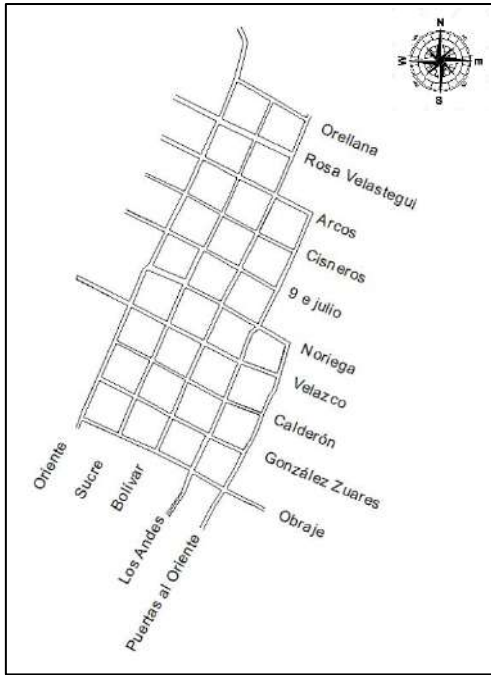 N
W
E
S
Orellana
Rosa Velastegui
Arcos
Cisneros
9 e julio
Noriega
Velazco
Calderón
González Zuares
Obraje
Oriente
Sucre
Bolívar
Los Andes
Puertas al Oriente